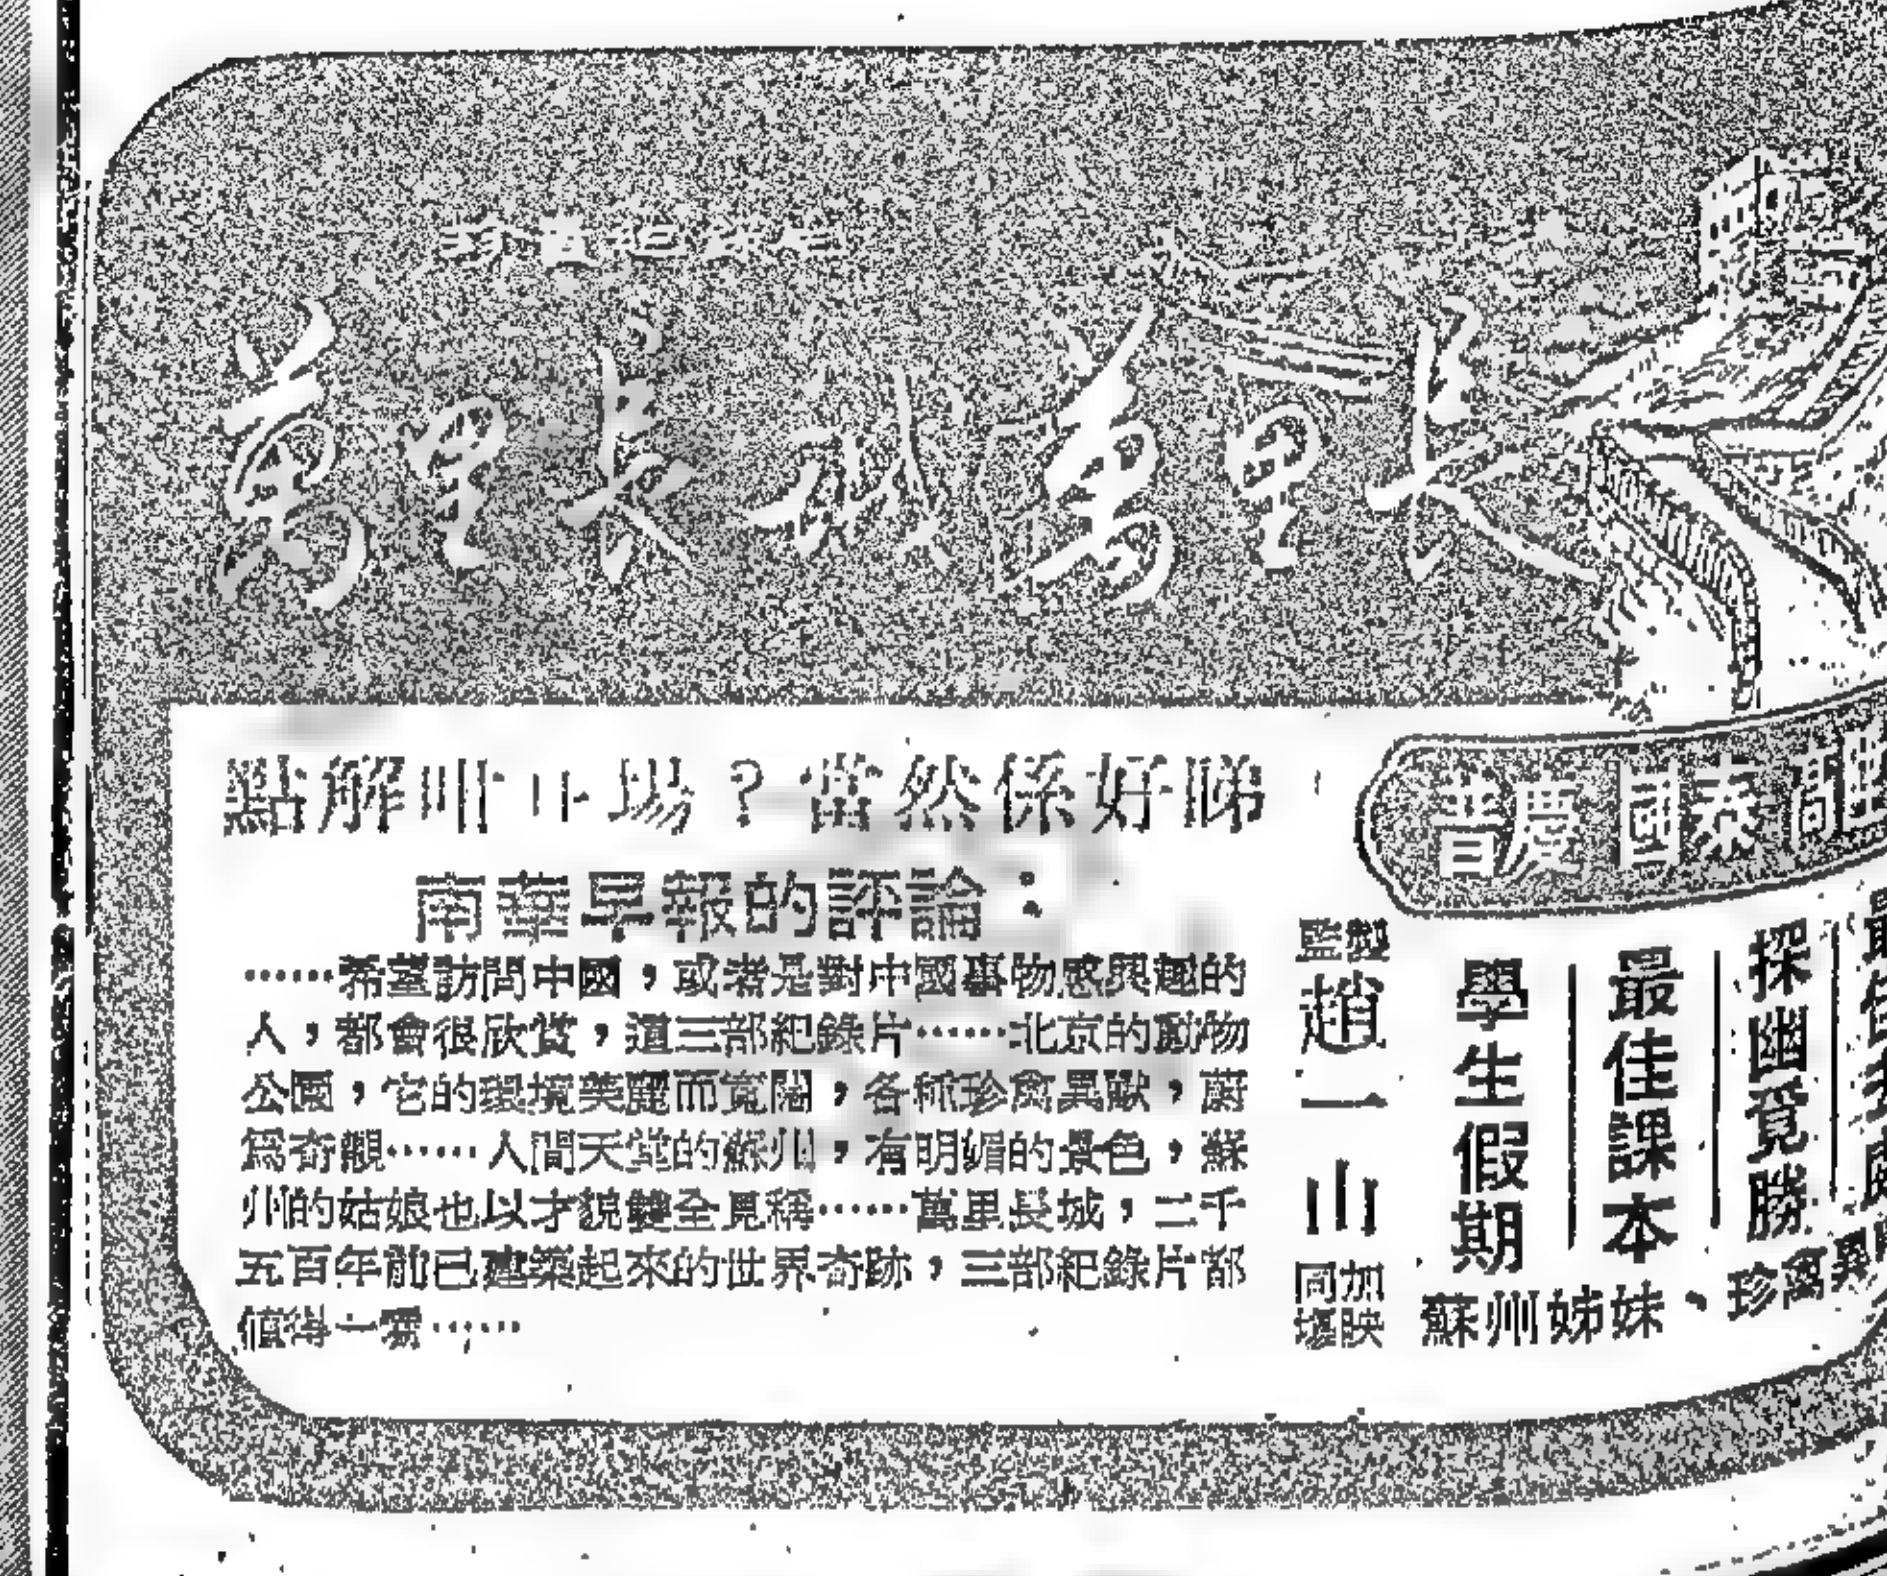 萬里長城萬里長
點解咁ㄩ場？當然係好睇
南華早報的評論：
……希望訪問中國，或者是對中國事物感興趣的
人，都會很欣賞，這三部紀錄片……北京的動物
公園，它的環境美麗而寬闊，各種珍禽異獸，蔚
為奇觀……人間天堂的蘇州，有明媚的景色，蘇
州的姑娘也以才貌雙全見稱……萬里長城，二千
五百年前已建築起來的世界奇跡，三部紀錄片都
值得一看……
監製
趙一山
加映
同場
普慶 國泰
學生假期
最佳課本
探幽覓勝
蘇州姊妹、珍禽異